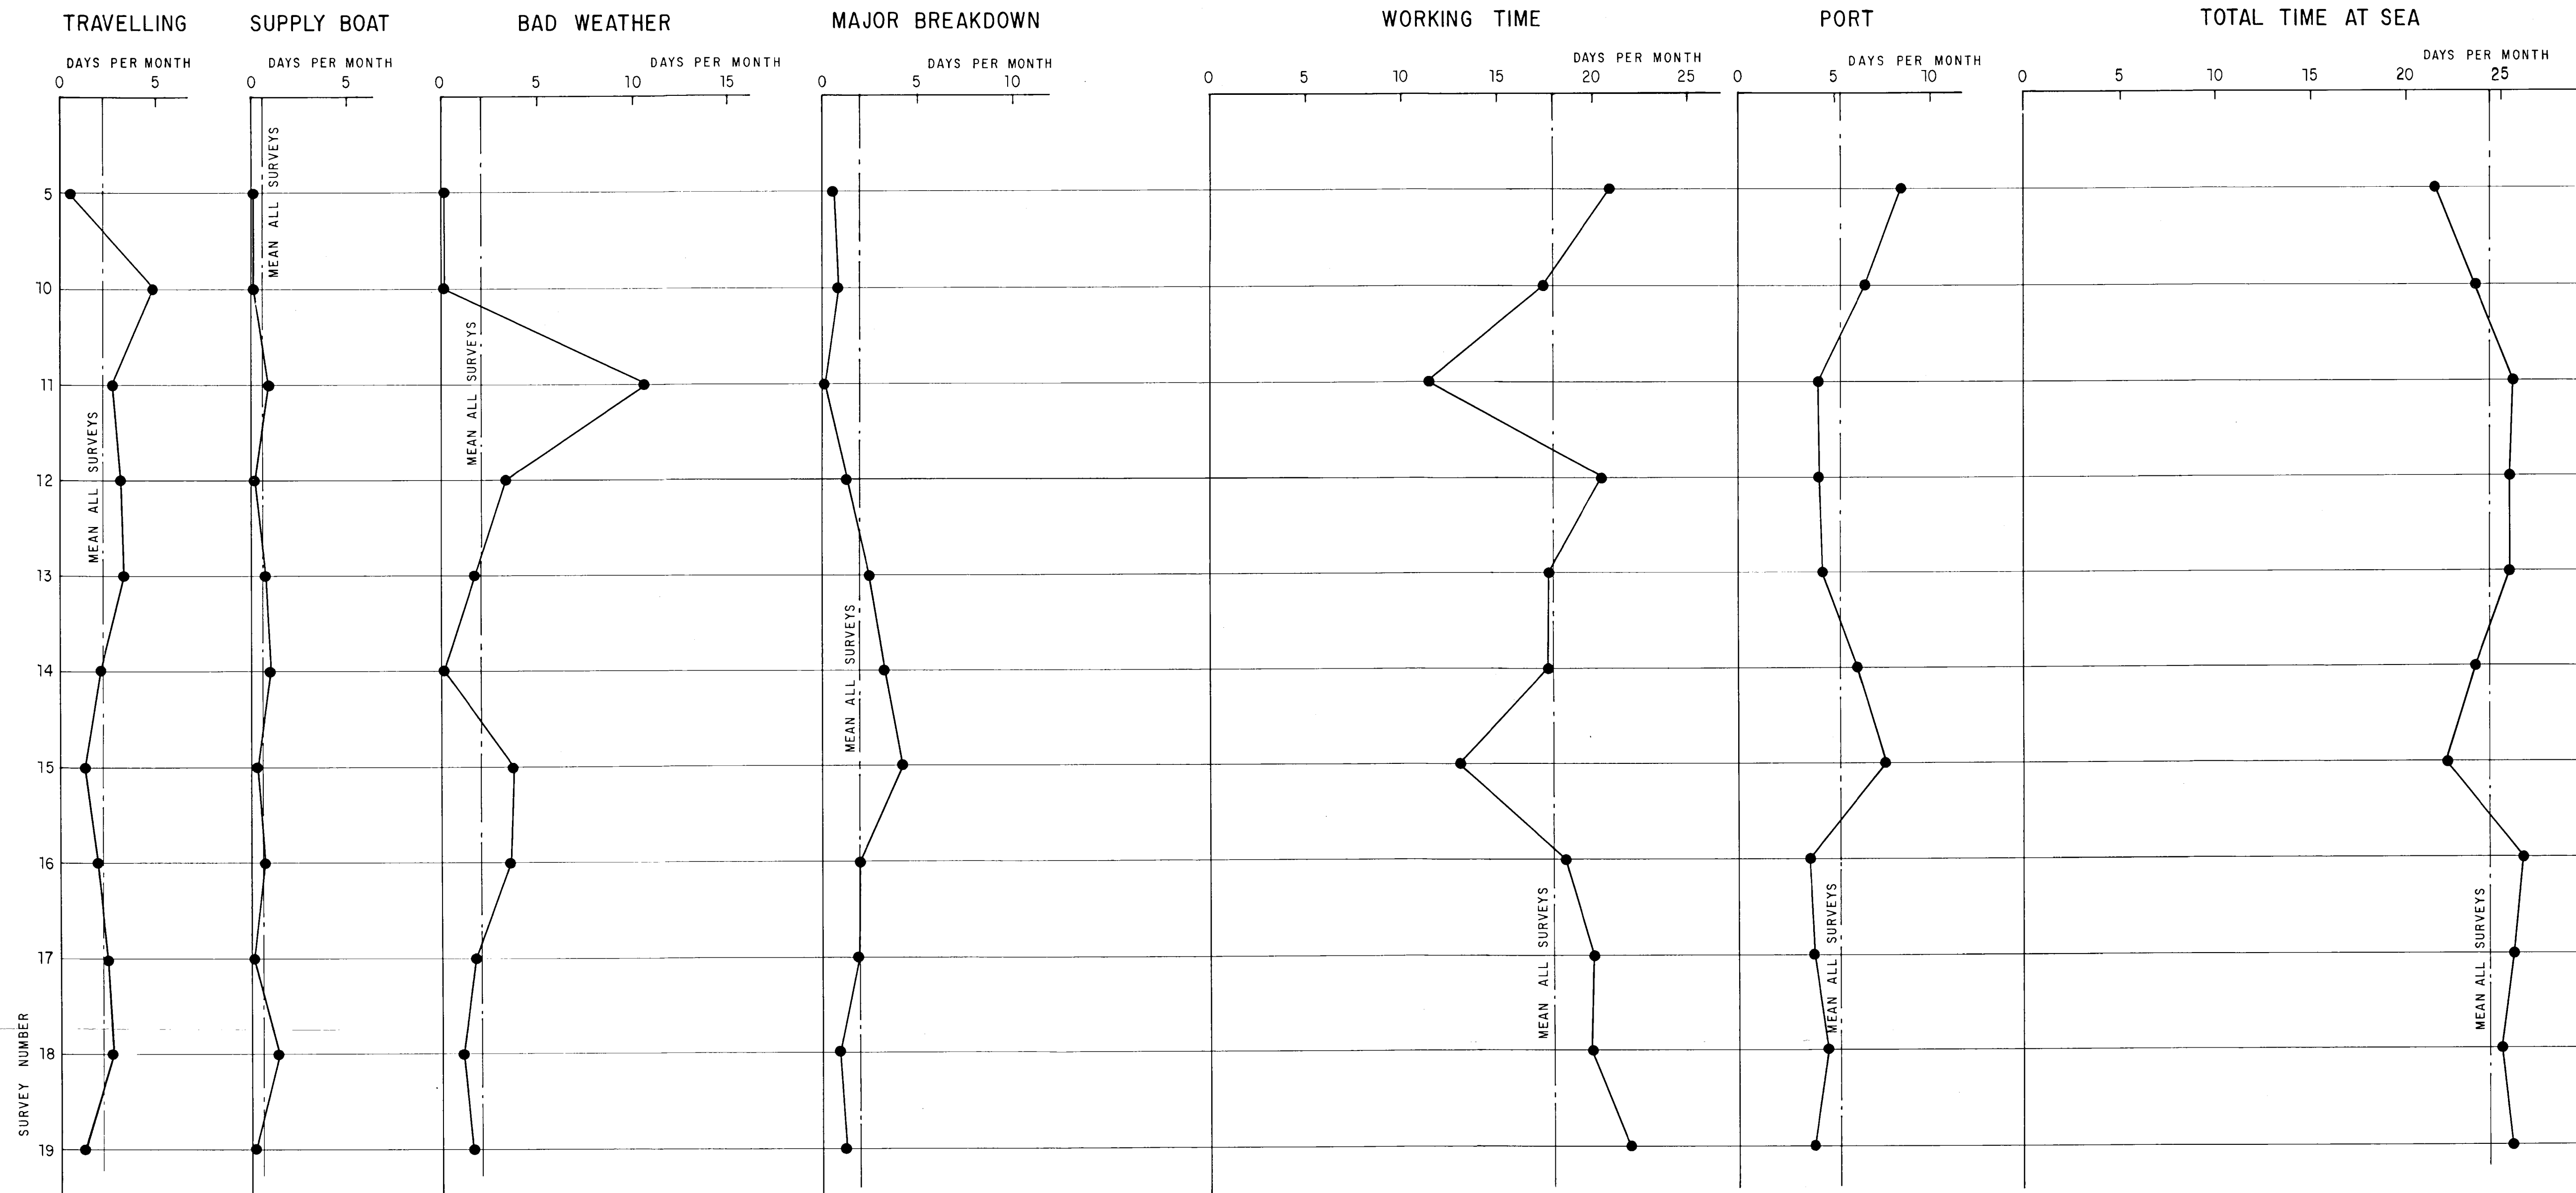 TRAVELLING SUPPLY BOAT BAD WEATHER MAJOR BREAKDOWN WORKING TIME PORT TOTAL TIME AT SEA
DAYS PER MONTH DAYS PER MONTH DAYS PER MONTH DAYS PER MONTH DAYS PER MONTH DAYS PER MONTH DAYS PER MONTH
0 5 0 5 0 5 10 15 0 5 10 0 5 10 15 20 25 0 5 10 0 5 10 15 20 25
MEAN ALL SURVEYS
5
10
MEAN ALL SURVEYS
11
MEAN ALL SURVEYS
12
13
MEAN ALL SURVEYS
14
15
16
MEAN ALL SURVEYS
MEAN ALL SURVEYS
MEAN ALL SURVEYS
17
18
SURVEY NUMBER
19